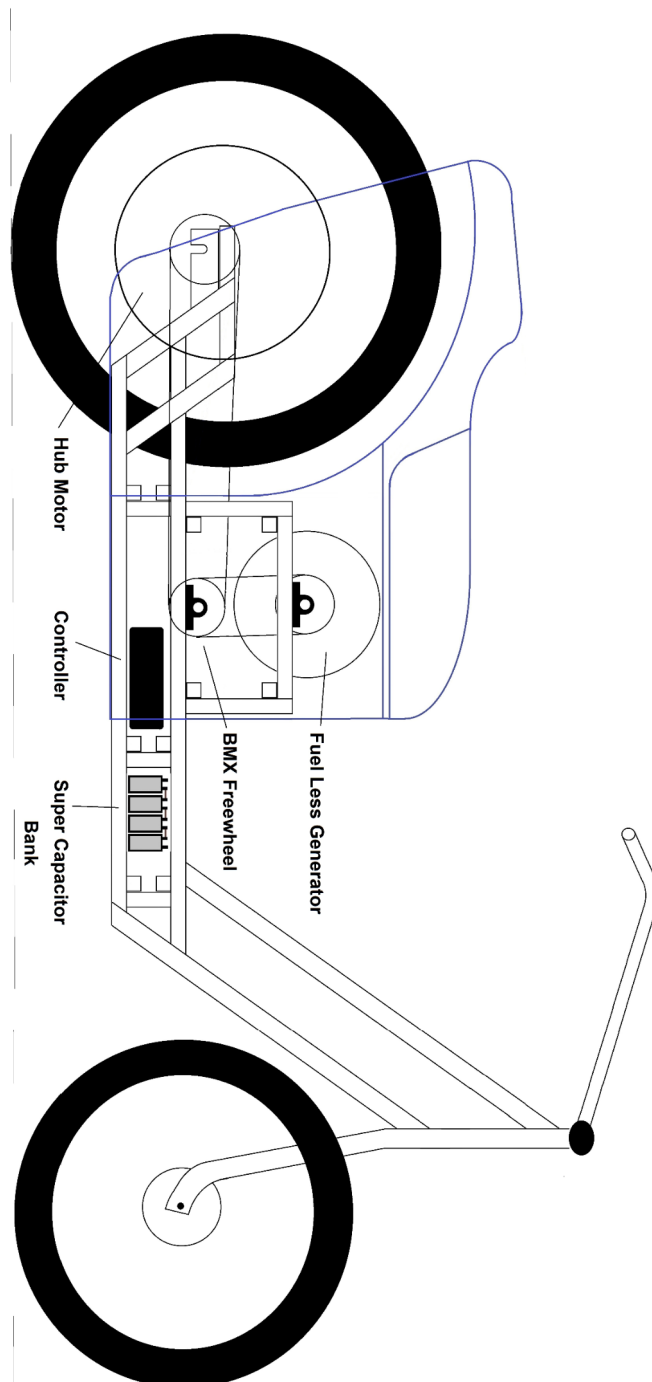 Hub Motor
Controller
Super Capacitor
Bank
BMX Freewheel
Fuel Less Generator